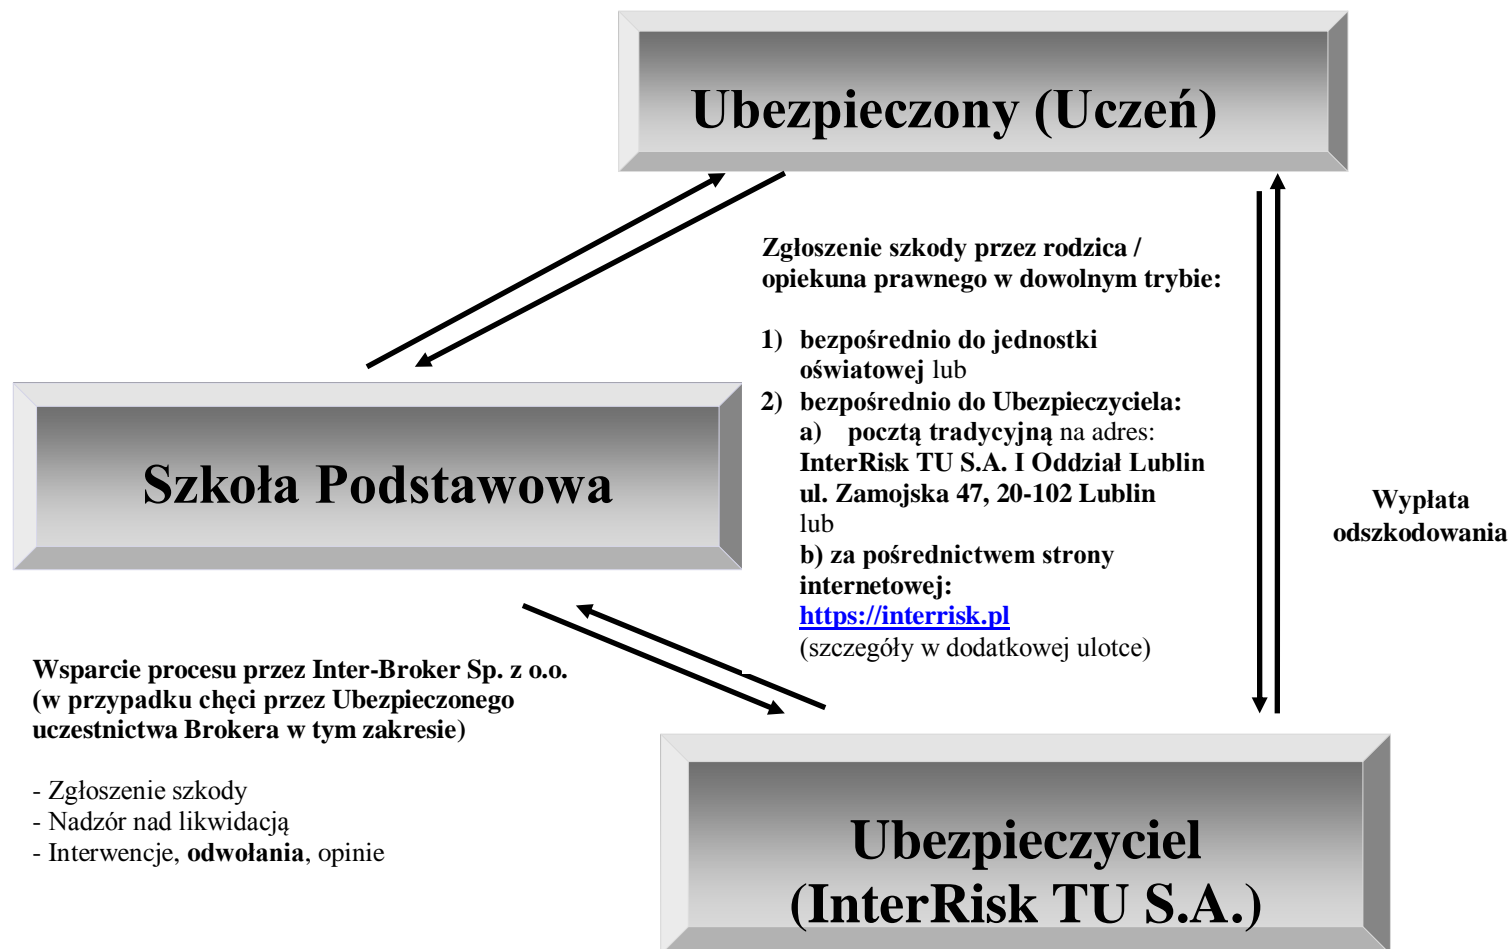 Ubezpieczony (Uczeń)
Zgłoszenie szkody przez rodzica /
opiekuna prawnego w dowolnym trybie:
1) bezpośrednio do jednostki
oświatowej lub
2) bezpośrednio do Ubezpieczyciela:
a) pocztą tradycyjną na adres:
InterRisk TU S.A. I Oddział Lublin
ul. Zamojska 47, 20-102 Lublin
lub
b) za pośrednictwem strony
internetowej:
https://interrisk.pl
(szczegóły w dodatkowej ulotce)
Szkoła Podstawowa
Wypłata
odszkodowania
Wsparcie procesu przez Inter-Broker Sp. z o.o.
(w przypadku chęci przez Ubezpieczonego
uczestnictwa Brokera w tym zakresie)
- Zgłoszenie szkody
- Nadzór nad likwidacją
- Interwencje, odwołania, opinie
Ubezpieczyciel
(InterRisk TU S.A.)